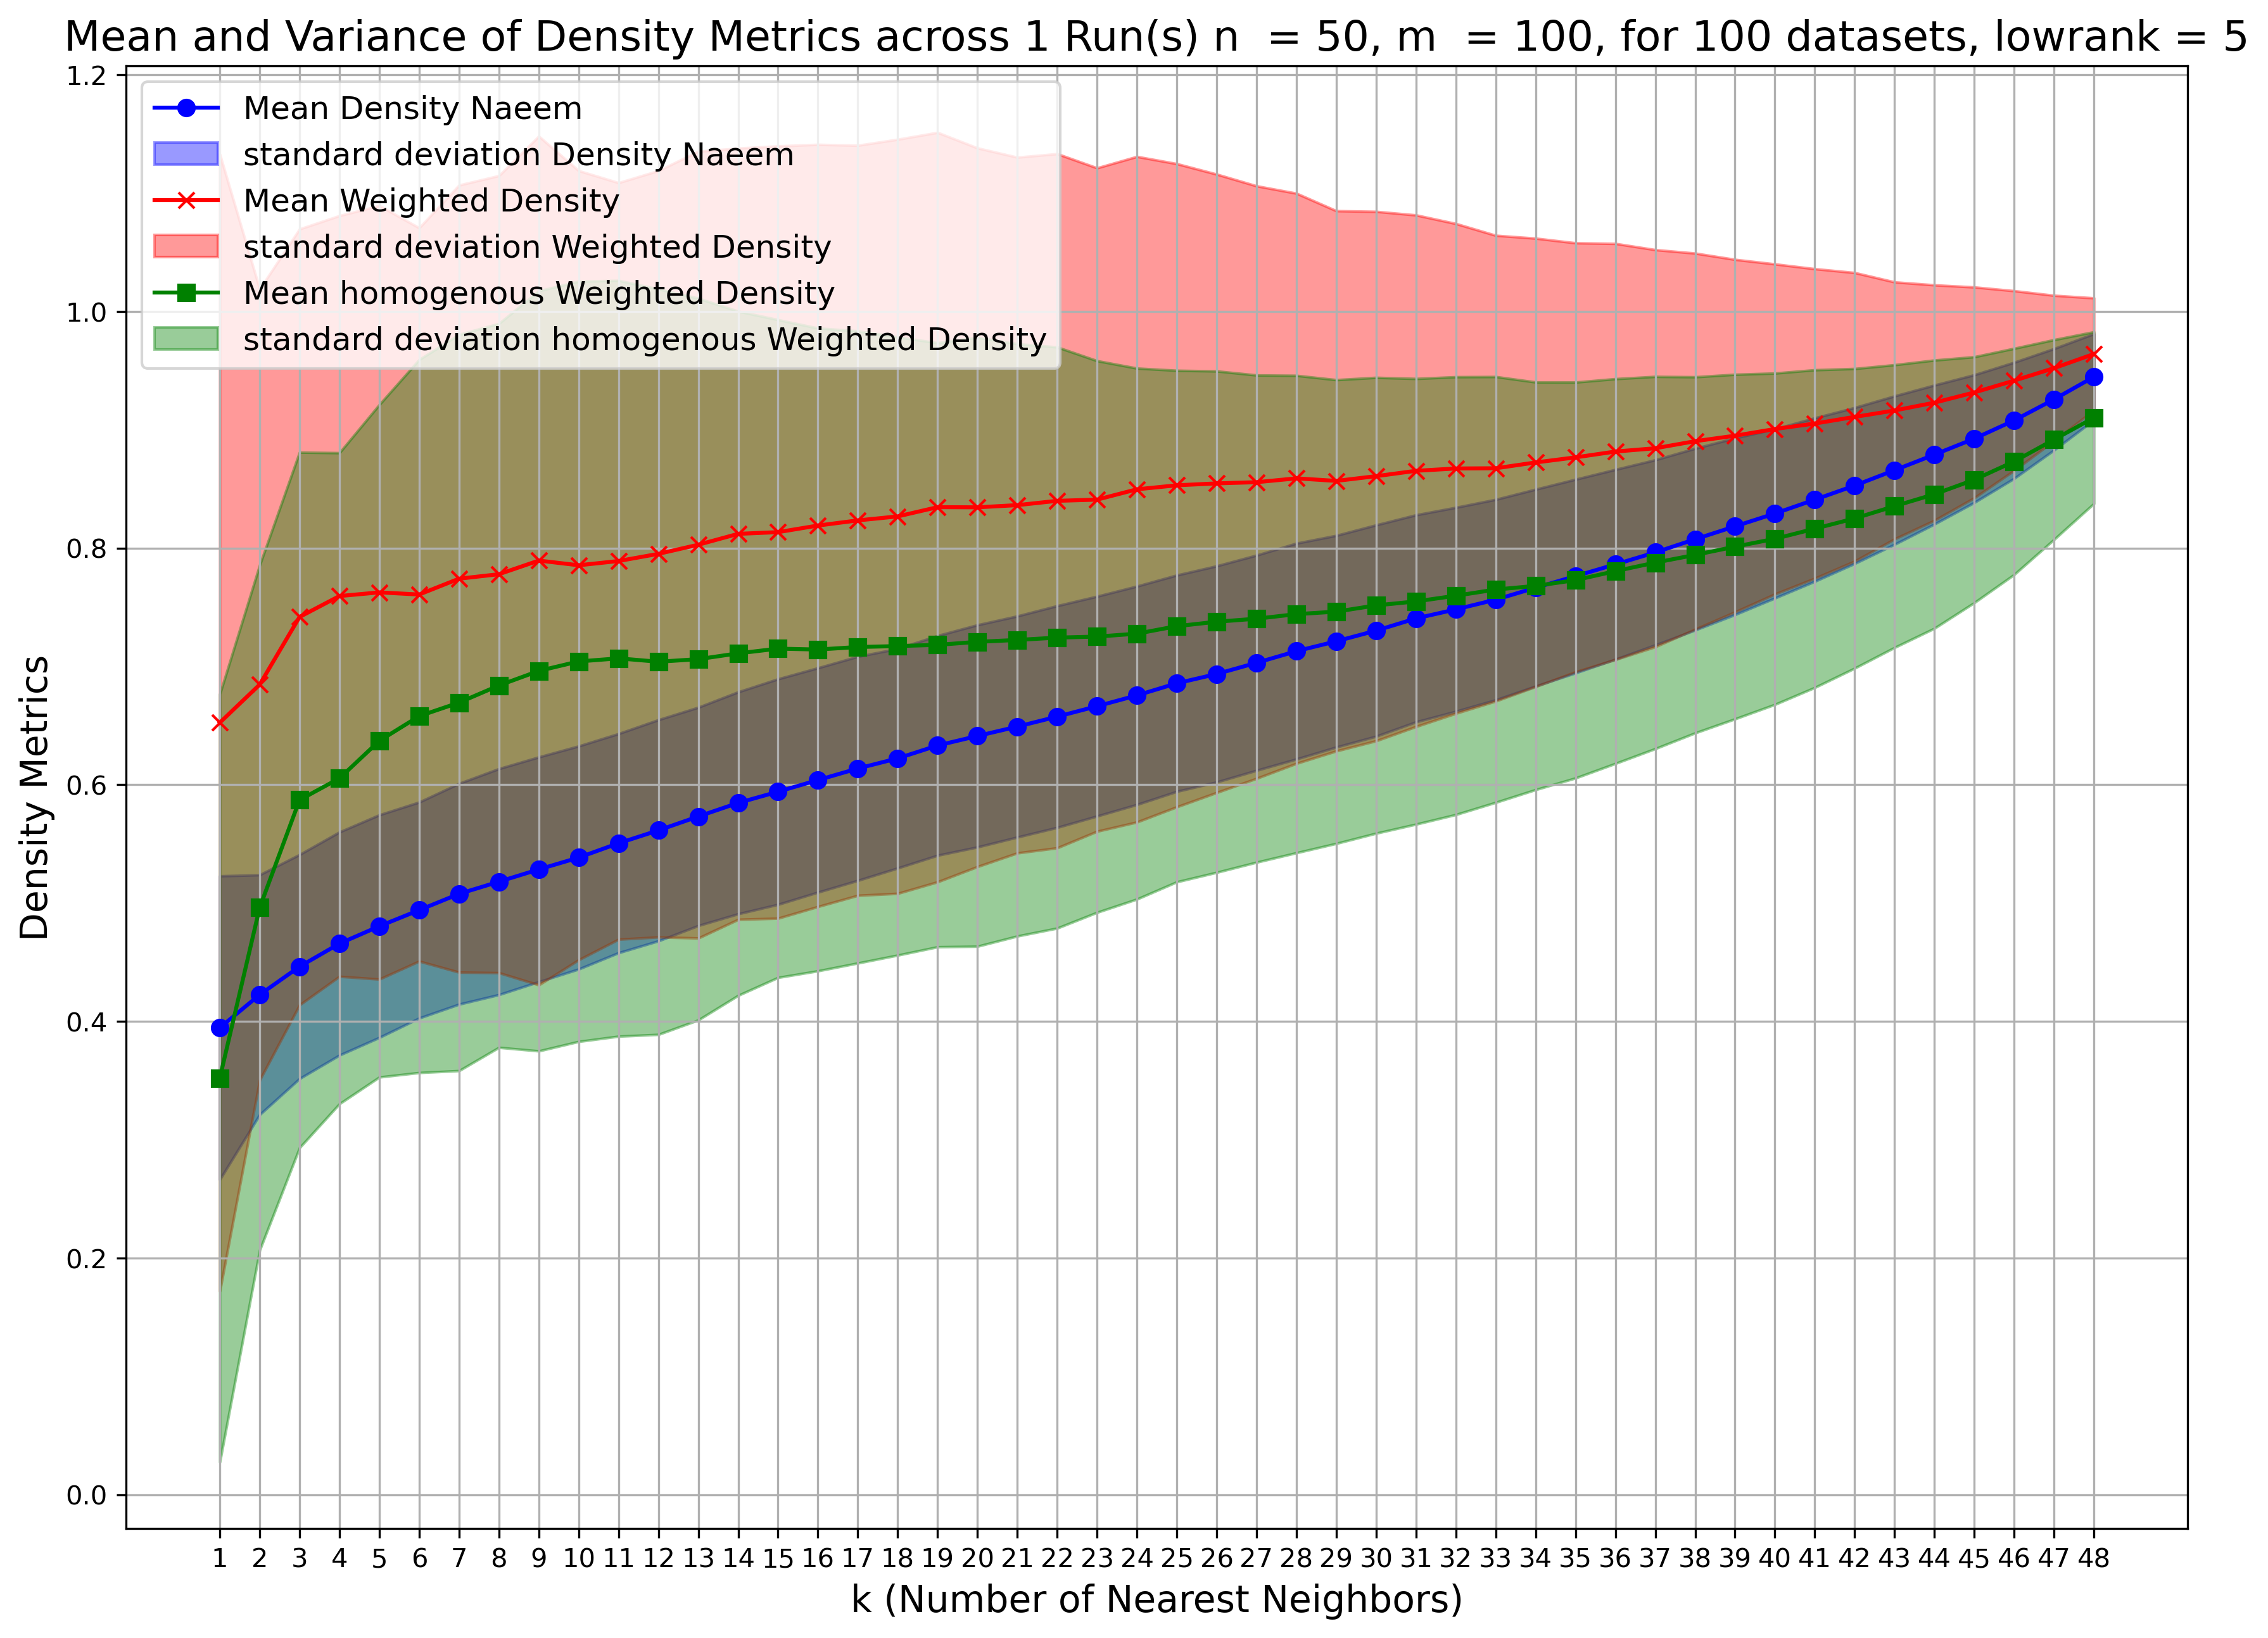 Mean and Variance of Density Metrics across 1 Run(s) n  = 50, m  = 100, for 100 datasets, lowrank = 5
Mean Density Naeem
standard deviation Density Naeem
Mean Weighted Density
standard deviation Weighted Density
Mean homogenous Weighted Density
standard deviation homogenous Weighted Density
Density Metrics
1.2
1.0
0.8
0.6
0.4
0.2
0.0
1 2 3 4 5 6 7 8 9 10 11 12 13 14 15 16 17 18 19 20 21 22 23 24 25 26 27 28 29 30 31 32 33 34 35 36 37 38 39 40 41 42 43 44 45 46 47 48
k (Number of Nearest Neighbors)